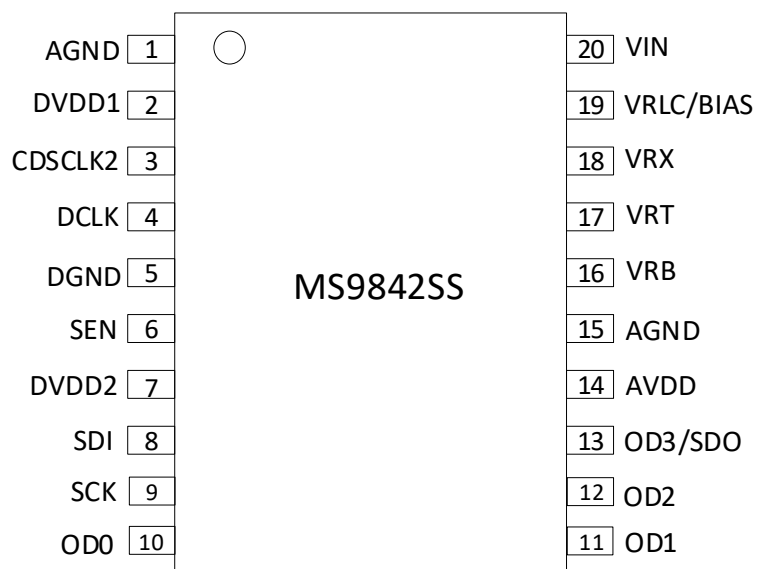 AGND 1 20 VIN
DVDD1 2 19 VRLC/BIAS
CDSCLK2 3 18 VRX
DCLK 4 17 VRT
DGND 5 MS9842SS 16 VRB
SEN 6 15 AGND
DVDD2 7 14 AVDD
SDI 8 13 OD3/SDO
SCK 9 12 OD2
OD0 10 11 OD1